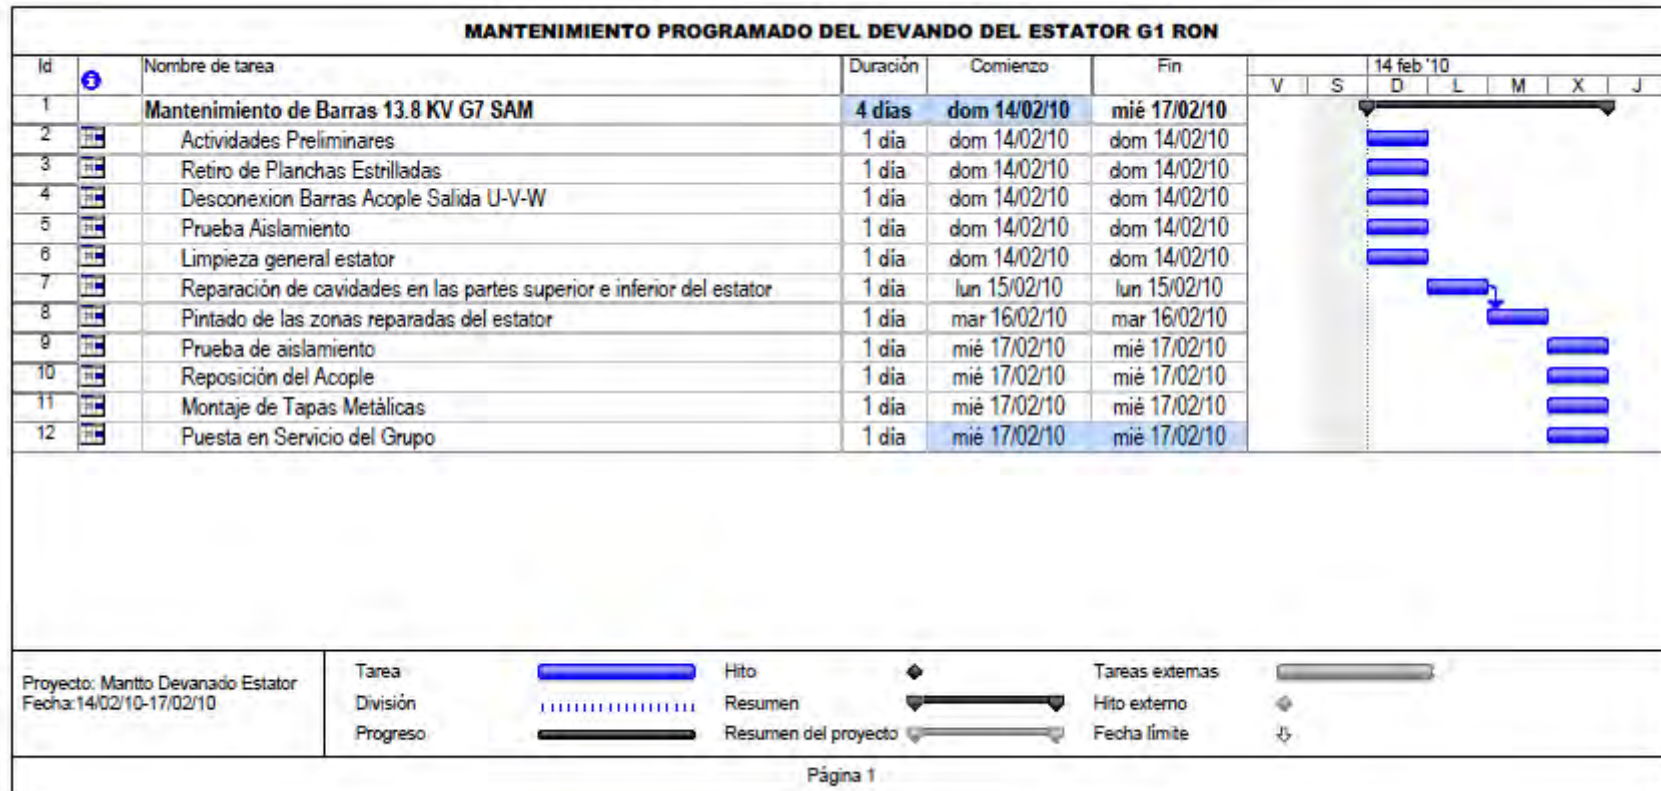 MANTENIMIENTO PROGRAMADO DEL DEVANDO DEL ESTATOR G1 RON
Id Nombre de tarea Duración Comienzo Fin 14 feb '10
V S D L M X J
1 Mantenimiento de Barras 13.8 KV G7 SAM 4 días dom 14/02/10 mié 17/02/10
2 Actividades Preliminares 1 día dom 14/02/10 dom 14/02/10
3 Retiro de Planchas Estrilladas 1 día dom 14/02/10 dom 14/02/10
4 Desconexion Barras Acople Salida U-V-W 1 día dom 14/02/10 dom 14/02/10
5 Prueba Aislamiento 1 día dom 14/02/10 dom 14/02/10
6 Limpieza general estator 1 día dom 14/02/10 dom 14/02/10
7 Reparación de cavidades en las partes superior e inferior del estator 1 día lun 15/02/10 lun 15/02/10
8 Pintado de las zonas reparadas del estator 1 día mar 16/02/10 mar 16/02/10
9 Prueba de aislamiento 1 día mié 17/02/10 mié 17/02/10
10 Reposición del Acople 1 día mié 17/02/10 mié 17/02/10
11 Montaje de Tapas Metálicas 1 día mié 17/02/10 mié 17/02/10
12 Puesta en Servicio del Grupo 1 día mié 17/02/10 mié 17/02/10
Proyecto: Mantto Devanado Estator
Fecha:14/02/10-17/02/10
Tarea Hito Tareas externas
División Resumen Hito externo
Progreso Resumen del proyecto Fecha límite
Página 1